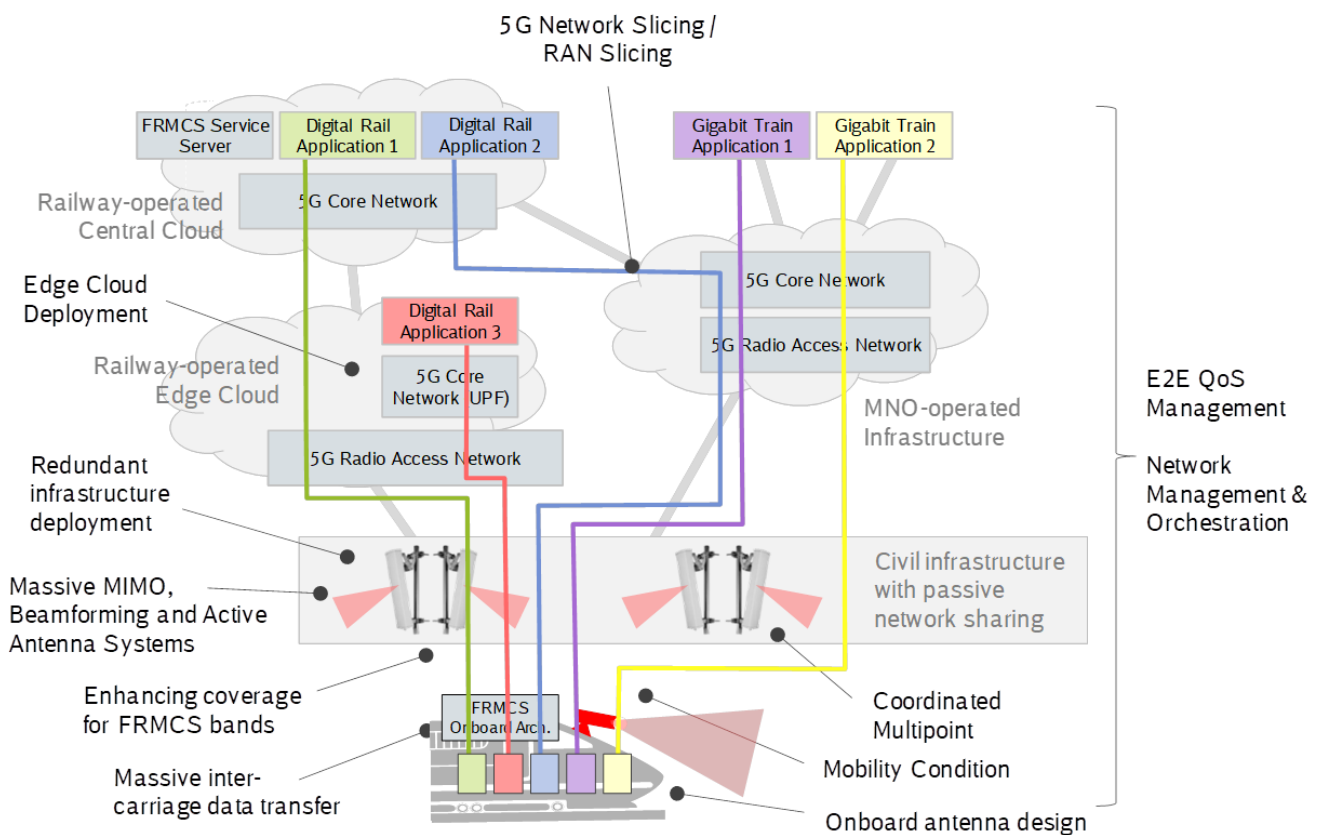 5G Network Slicing /
RAN Slicing
FRMCS Service
Server
Digital Rail
Application 1
Digital Rail
Application 2
Gigabit Train
Application 1
Gigabit Train
Application 2
5G Core Network
Railway-operated
Central Cloud
5G Core Network
Edge Cloud
Deployment
Digital Rail
Application 3
5G Radio Access Network
Railway-operated
Edge Cloud
5G Core
Network (UPF)
E2E QoS
Management
MNO-operated
Infrastructure
5G Radio Access Network
Redundant
infrastructure
deployment
Network
Management &
Orchestration
Civil infrastructure
with passive
network sharing
Massive MIMO,
Beamforming and Active
Antenna Systems
Enhancing coverage
for FRMCS bands
FRMCS
Onboard Arch.
Coordinated
Multipoint
Massive inter-
carriage data transfer
Mobility Condition
Onboard antenna design